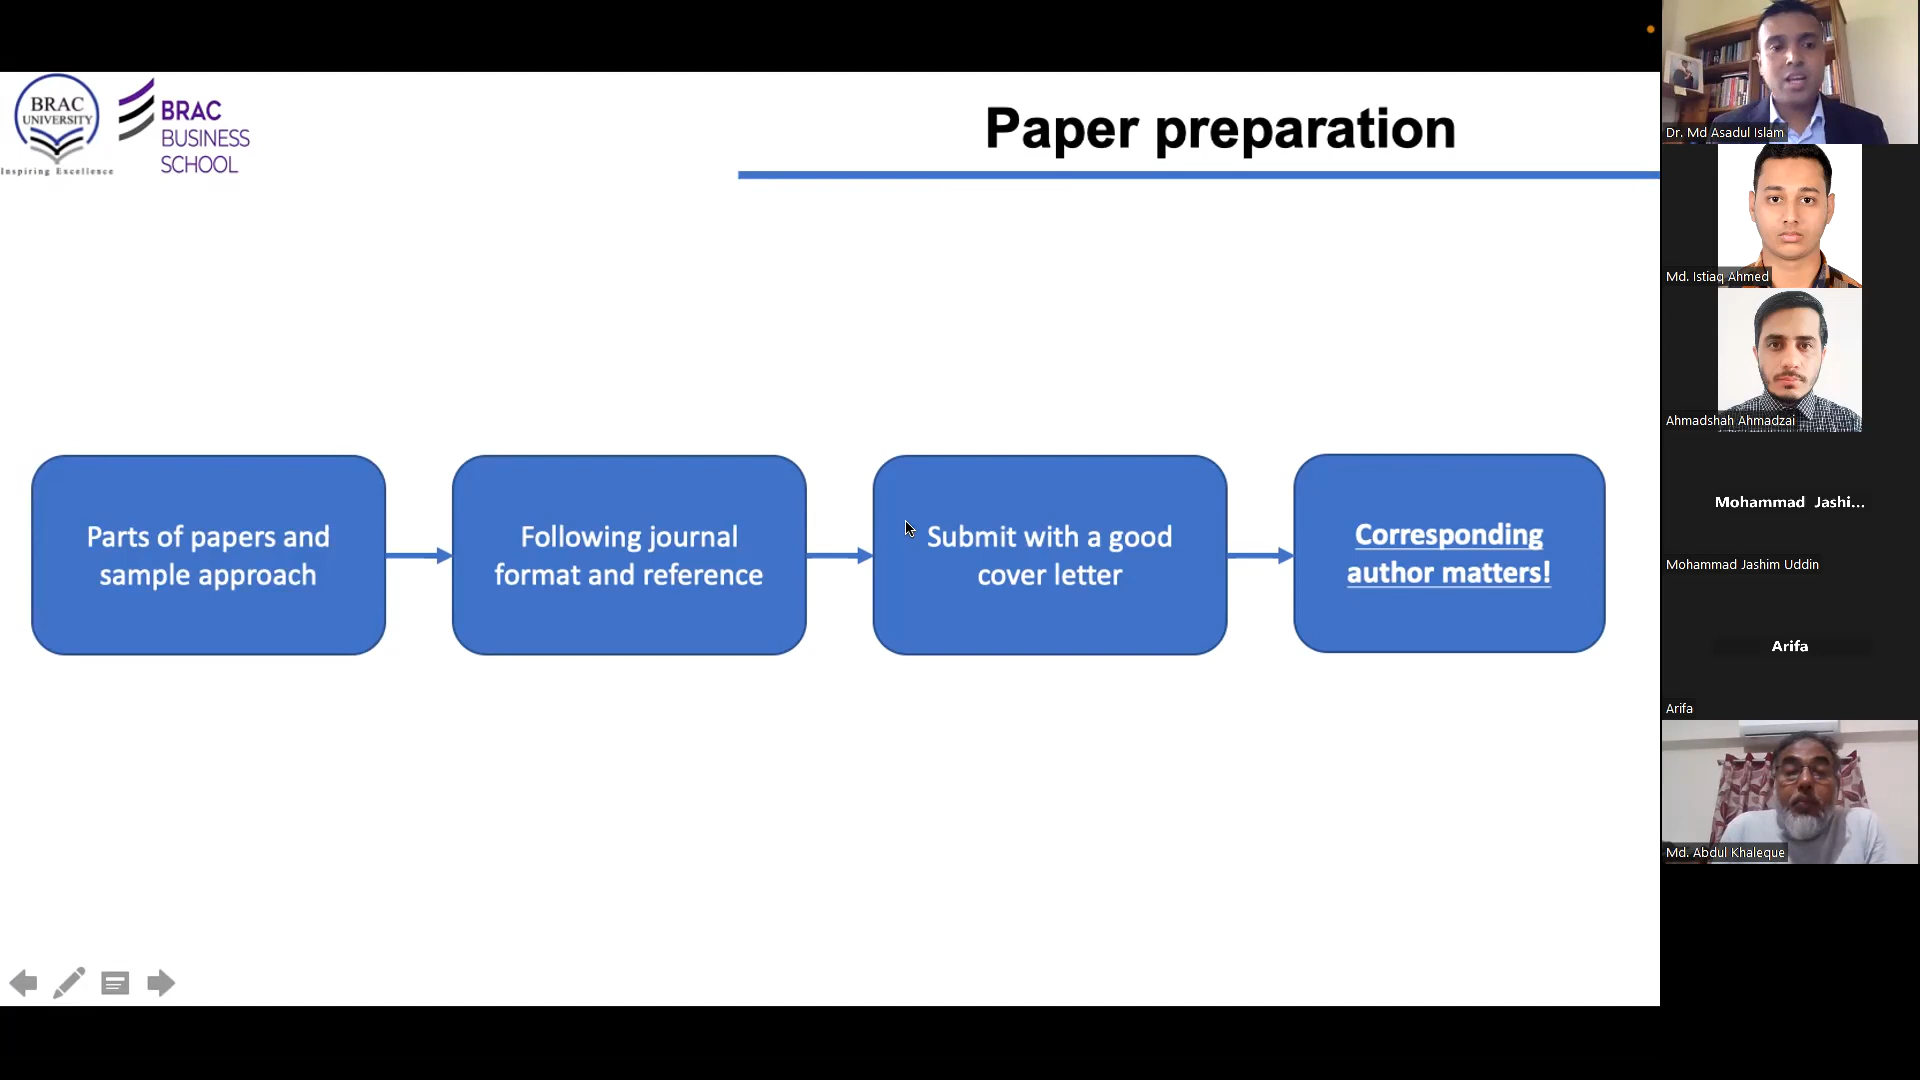 BRAC
UNIVERSITY
Inspiring Excellence
BRAC
BUSINESS
SCHOOL
Paper preparation
Parts of papers and
sample approach
Following journal
format and reference
Submit with a good
cover letter
Corresponding
author matters!
Dr. Md Asadul Islam
Md. Istiaq Ahmed
Ahmadshah Ahmadzai
Mohammad Jashi...
Mohammad Jashim Uddin
Arifa
Arifa
Md. Abdul Khaleque